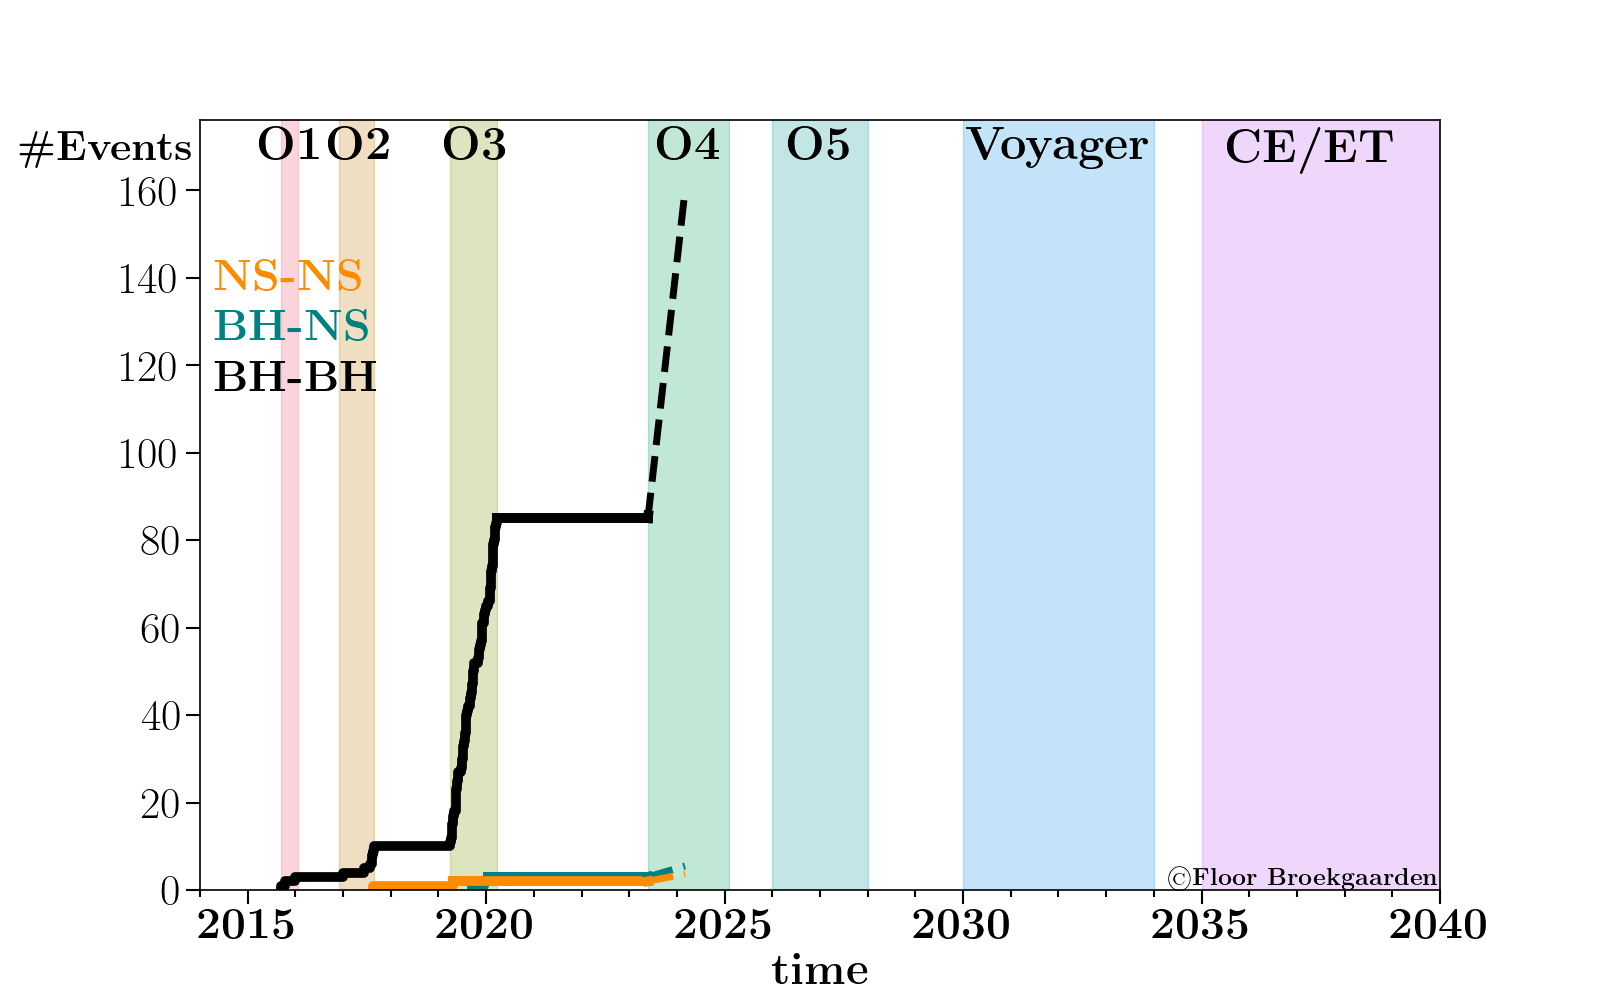 #Events O1 O2 O3 O4 O5 Voyager CE/ET
160
NS-NS
140
BH-NS
120
BH-BH
100
80
60
40
20
©Floor Broekgaarden
0
2015 2020 2025 2030 2035 2040
time